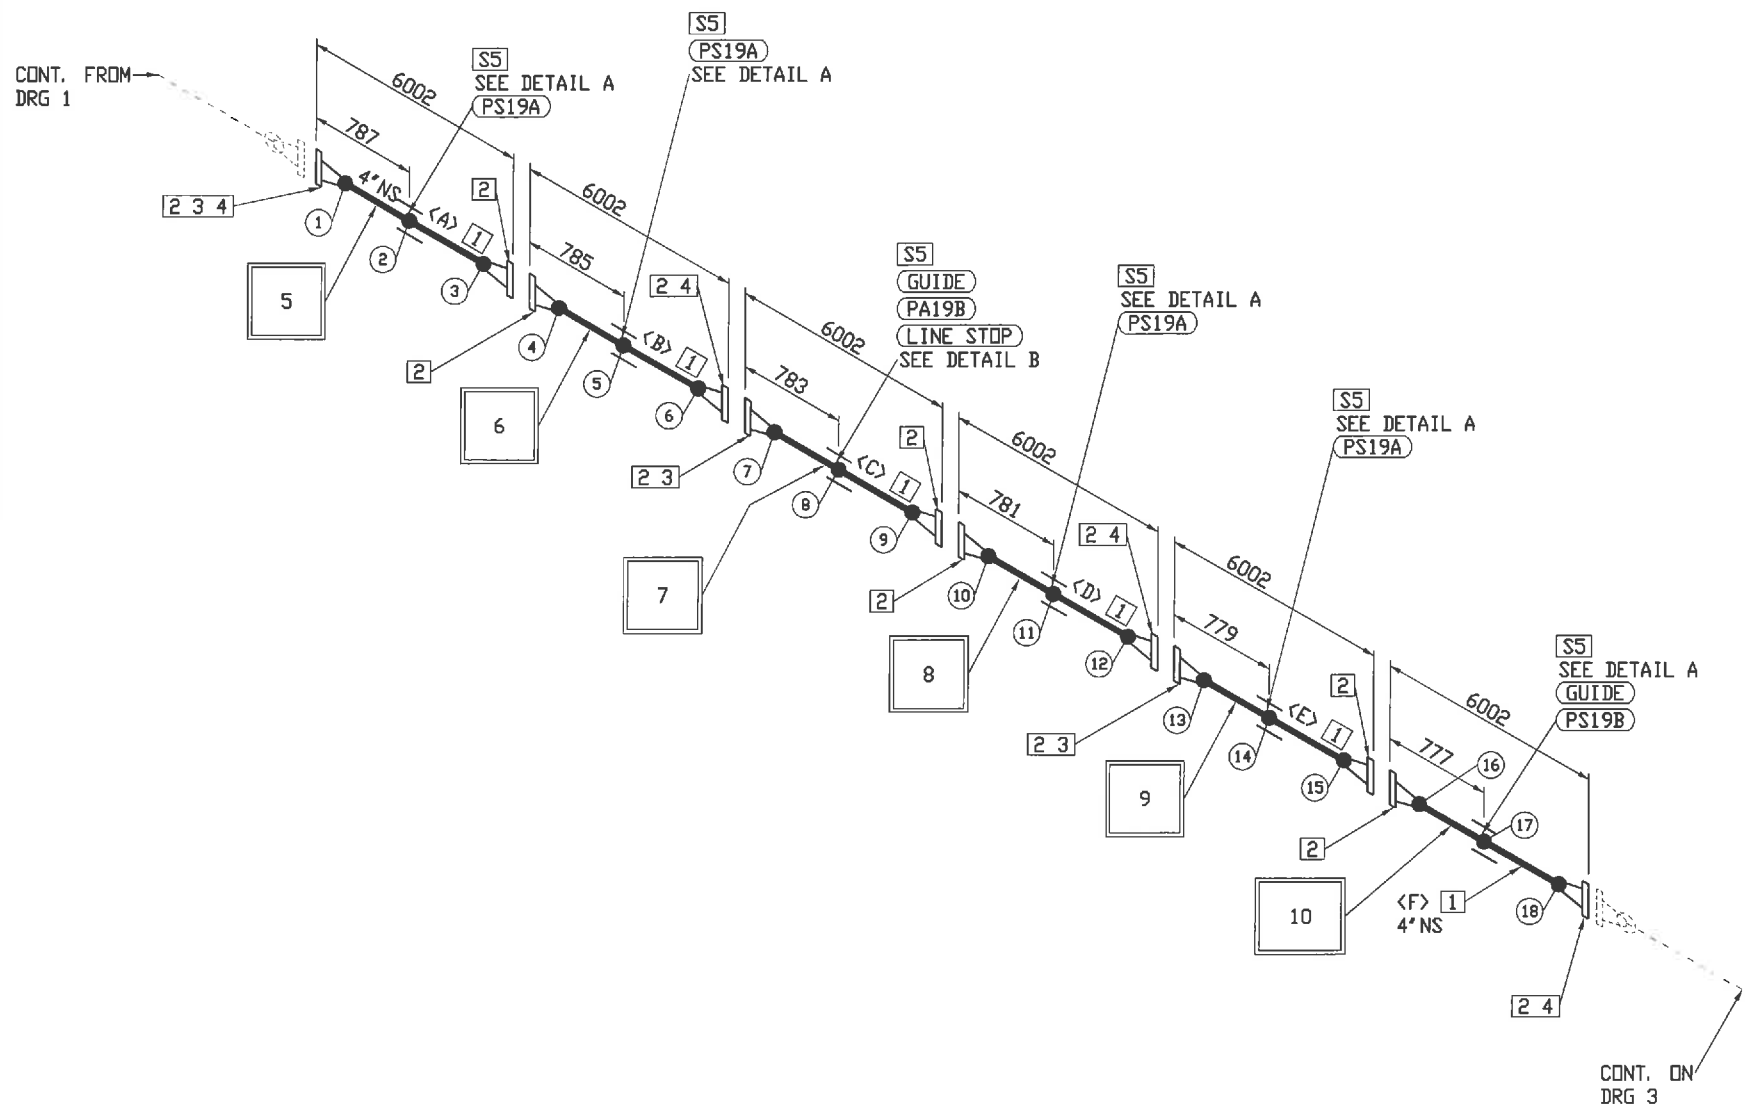 CONT. FROM
DRG 1
6002
787
S5
SEE DETAIL A
PS19A
S5
PS19A
SEE DETAIL A
2 3 4
1
4"NS
<A>
1
2
2
3
5
6002
785
2 4
2
4
<B>
1
5
6
6
6002
783
S5
GUIDE
PA19B
LINE STOP
SEE DETAIL B
2 3
7
<C>
1
2
8
9
7
6002
781
S5
SEE DETAIL A
PS19A
2 4
2
10
<D>
1
11
12
8
6002
779
S5
SEE DETAIL A
PS19A
2 3
13
<E>
1
2
14
15
9
6002
777
S5
SEE DETAIL A
GUIDE
PS19B
16
17
2
10
<F>
1
4"NS
18
2 4
CONT. ON
DRG 3